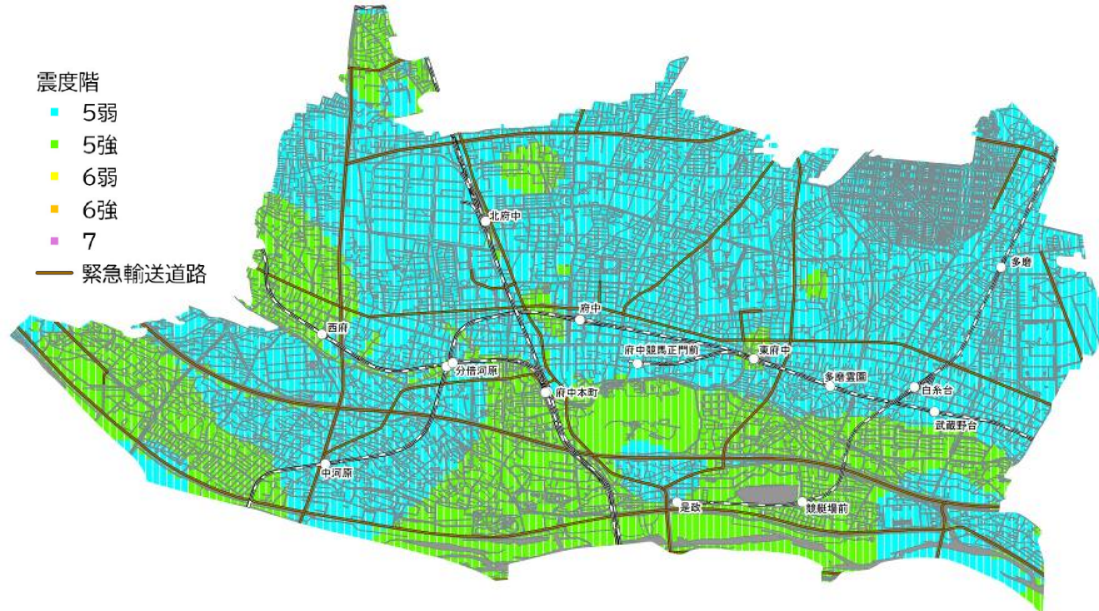 震度階
5弱
5強
6弱
6強
7
緊急輸送道路
北府中
多磨
府中
西府
府中競馬正門前
東府中
分倍河原
多磨霊園
府中本町
白糸台
武蔵野台
中河原
是政
競艇場前